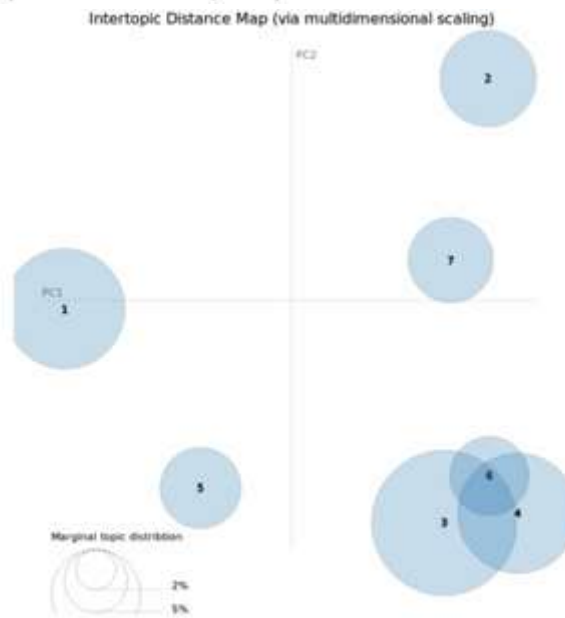 Intertopic Distance Map (via multidimensional scaling)
PC2
2
7
PC1
1
6
5
4
3
Marginal topic distribtion
2%
5%